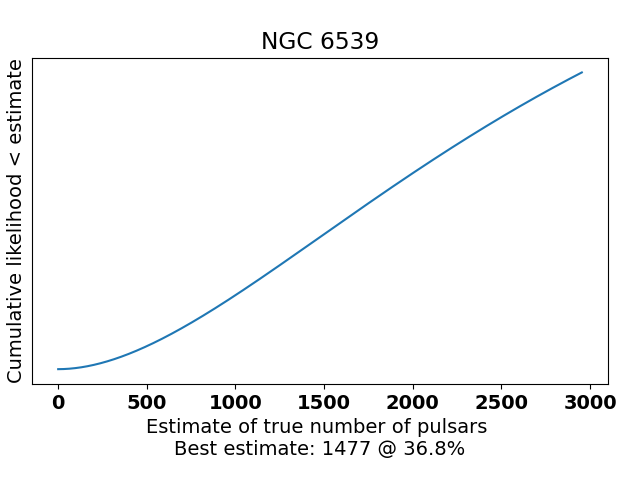 NGC 6539
Cumulative likelihood < estimate
0 500 1000 1500 2000 2500 3000
Estimate of true number of pulsars
Best estimate: 1477 @ 36.8%